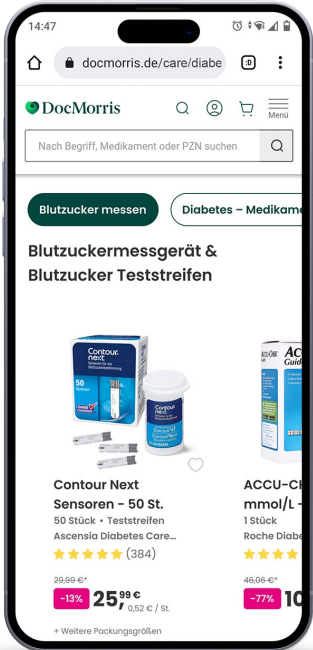 14:47
docmorris.de/care/diabe
:D
DocMorris
Menü
Nach Begriff, Medikament oder PZN suchen
Blutzucker messen
Diabetes – Medikame
Blutzuckermessgerät &
Blutzucker Teststreifen
Contour
next
50
Sensoren
Contour
next
Contour Next
Sensoren - 50 St.
50 Stück • Teststreifen
Ascensia Diabetes Care...
(384)
29,99 €*
-13%
25,99 €
0,52 € / St.
+ Weitere Packungsgrößen
AC
Guid
ACCU-CH
mmol/L -
1 Stück
Roche Diabe
46,06 €*
-77%
10